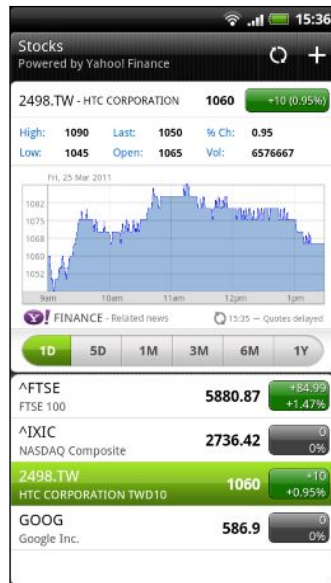 15:36
Stocks
Powered by Yahoo! Finance
2498.TW - HTC CORPORATION 1060 +10 (0.95%)
High: 1090 Last: 1050 % Ch: 0.95
Low: 1045 Open: 1065 Vol: 6576667
Fri, 25 Mar 2011
1082
1075
1068
1060
1052
9am 10am 11am 12pm 1pm
Y! FINANCE - Related news 15:35 — Quotes delayed
1D 5D 1M 3M 6M 1Y
^FTSE 5880.87 +84.99
FTSE 100 +1.47%
^IXIC 2736.42 0
NASDAQ Composite 0%
2498.TW 1060 +10
HTC CORPORATION TWD10 +0.95%
GOOG 586.9 0
Google Inc. 0%